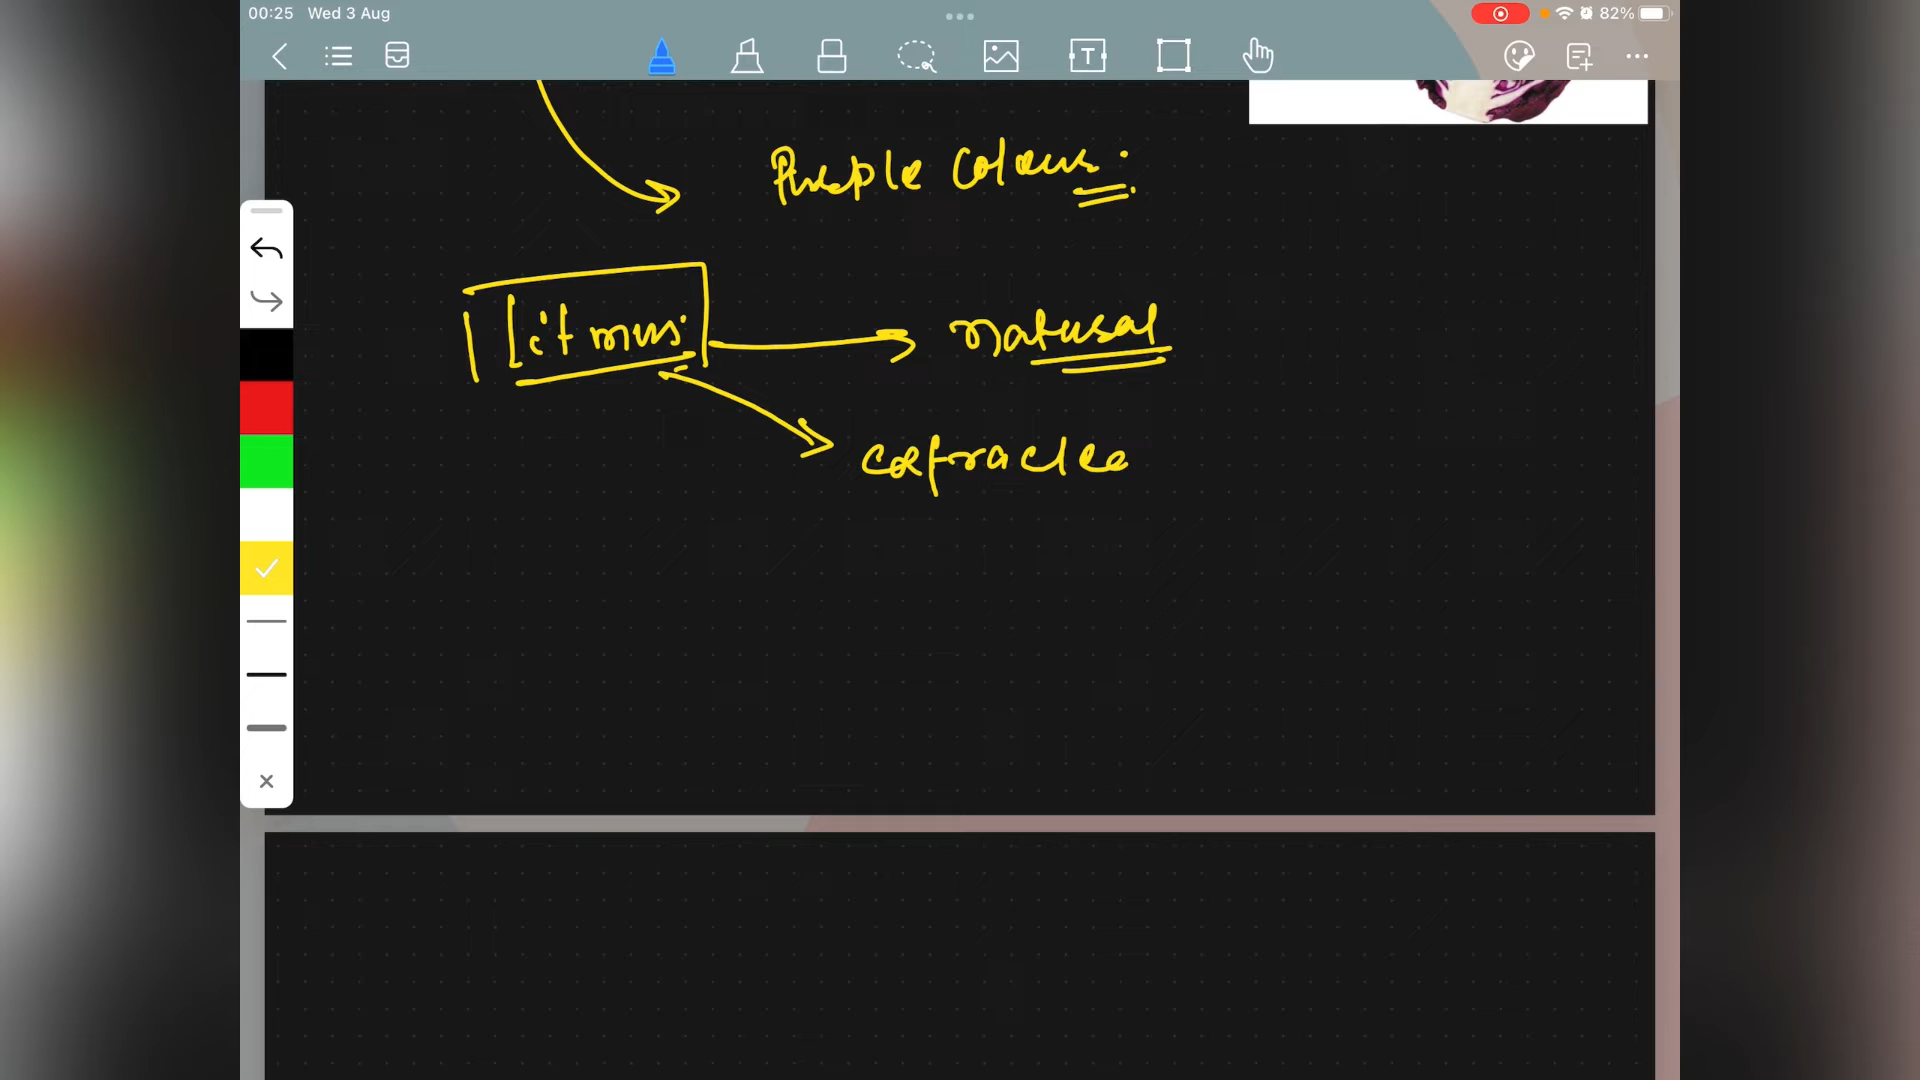 00:25 Wed 3 Aug 82%
T
Purple Colour:
Litmus: natural
extracted